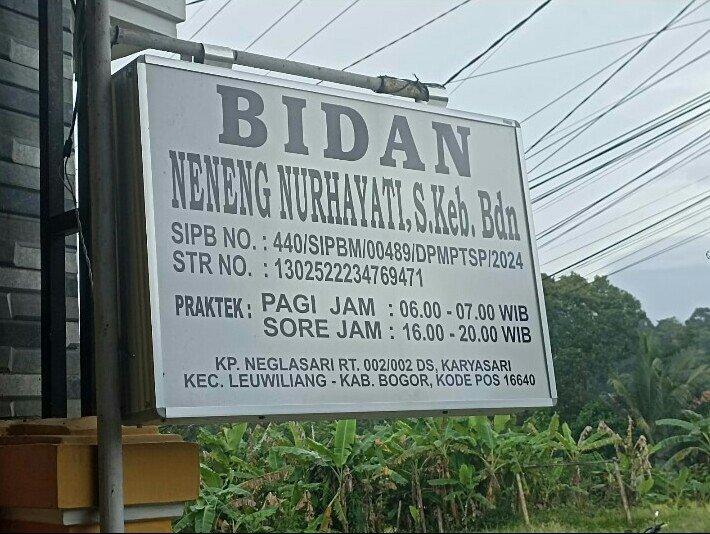 BIDAN
NENENG NURHAYATI, S.Keb. Bdn
SIPB NO. : 440/SIPBM/00489/DPMPTSP/2024
STR NO. : 1302522234769471
PRAKTEK : PAGI JAM : 06.00 - 07.00 WIB
SORE JAM : 16.00 - 20.00 WIB
KP. NEGLASARI RT. 002/002 DS, KARYASARI
KEC. LEUWILIANG - KAB. BOGOR, KODE POS 16640